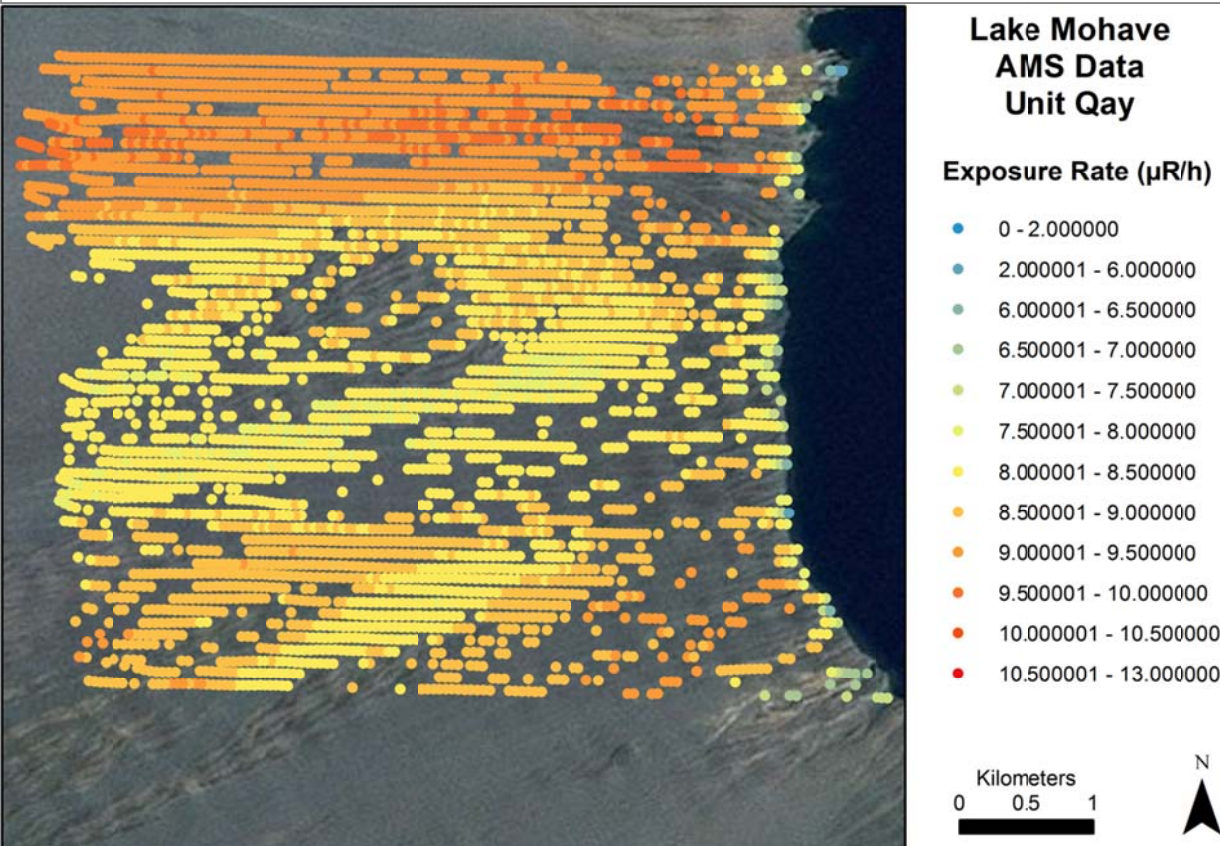 Lake Mohave
AMS Data
Unit Qay
Exposure Rate (µR/h)
0 - 2.000000
2.000001 - 6.000000
6.000001 - 6.500000
6.500001 - 7.000000
7.000001 - 7.500000
7.500001 - 8.000000
8.000001 - 8.500000
8.500001 - 9.000000
9.000001 - 9.500000
9.500001 - 10.000000
10.000001 - 10.500000
10.500001 - 13.000000
Kilometers
0 0.5 1
N